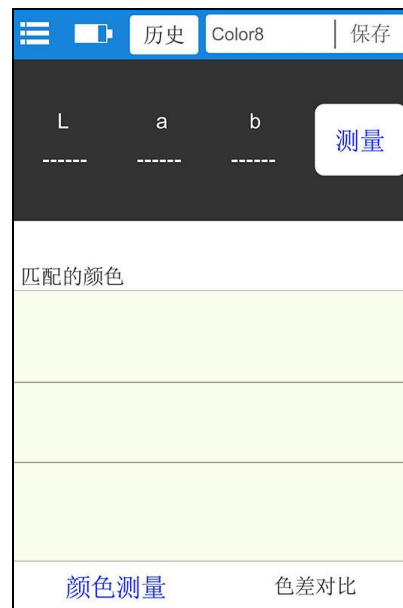 历史 Color8 保存
L a b
------ ------ ------ 测量
匹配的颜色
颜色测量 色差对比